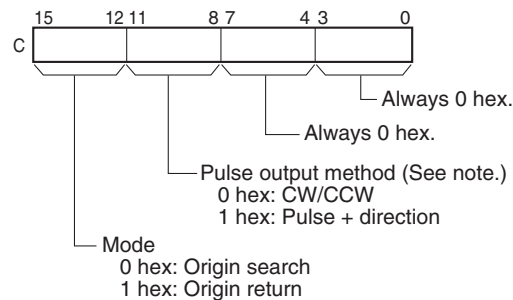 15 12 11 8 7 4 3 0
C
Always 0 hex.
Always 0 hex.
Pulse output method (See note.)
0 hex: CW/CCW
1 hex: Pulse + direction
Mode
0 hex: Origin search
1 hex: Origin return